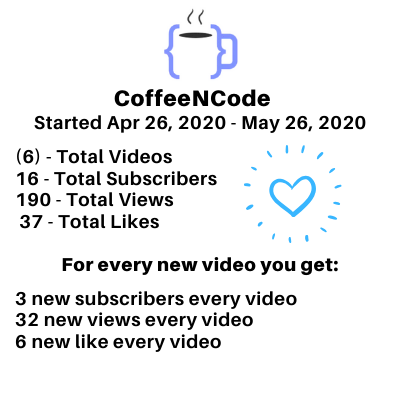 CoffeeNCode
Started Apr 26, 2020 - May 26, 2020
(6) - Total Videos
16 - Total Subscribers
190 - Total Views
37 - Total Likes
For every new video you get:
3 new subscribers every video
32 new views every video
6 new like every video